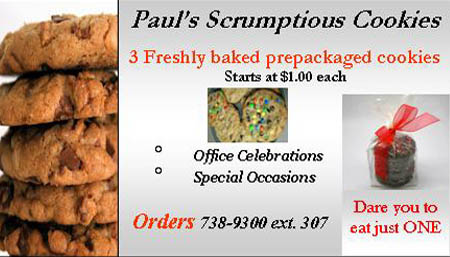 Paul's Scrumptious Cookies
3 Freshly baked prepackaged cookies
Starts at $1.00 each
° Office Celebrations
° Special Occasions
Orders 738-9300 ext. 307
Dare you to
eat just ONE